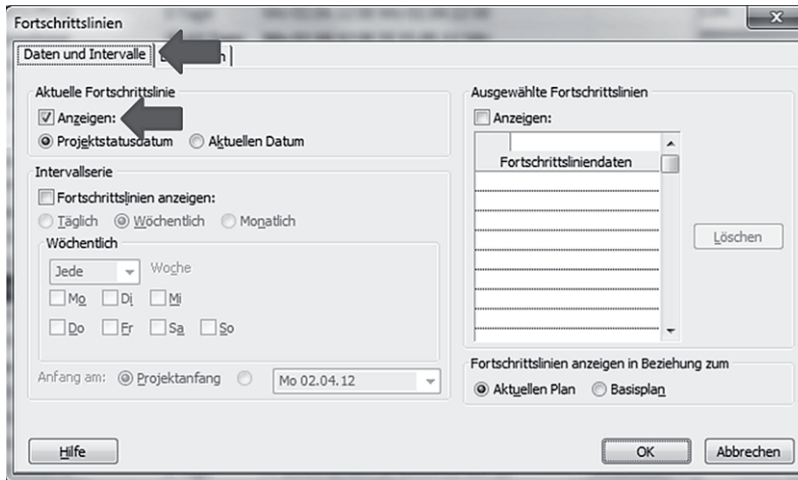 Fortschrittslinien
Daten und Intervalle
Aktuelle Fortschrittlinie
Anzeigen:
Projektstatusdatum Aktuellen Datum
Intervallserie
Fortschrittslinien anzeigen:
Täglich Wöchentlich Monatlich
Wöchentlich
Jede Woche
Mo Di Mi
Do Fr Sa So
Anfang am: Projektanfang Mo 02.04.12
Ausgewählte Fortschrittlinien
Anzeigen:
Fortschrittsliniendaten
Löschen
Fortschrittslinien anzeigen in Beziehung zum
Aktuellen Plan Basisplan
Hilfe OK Abbrechen